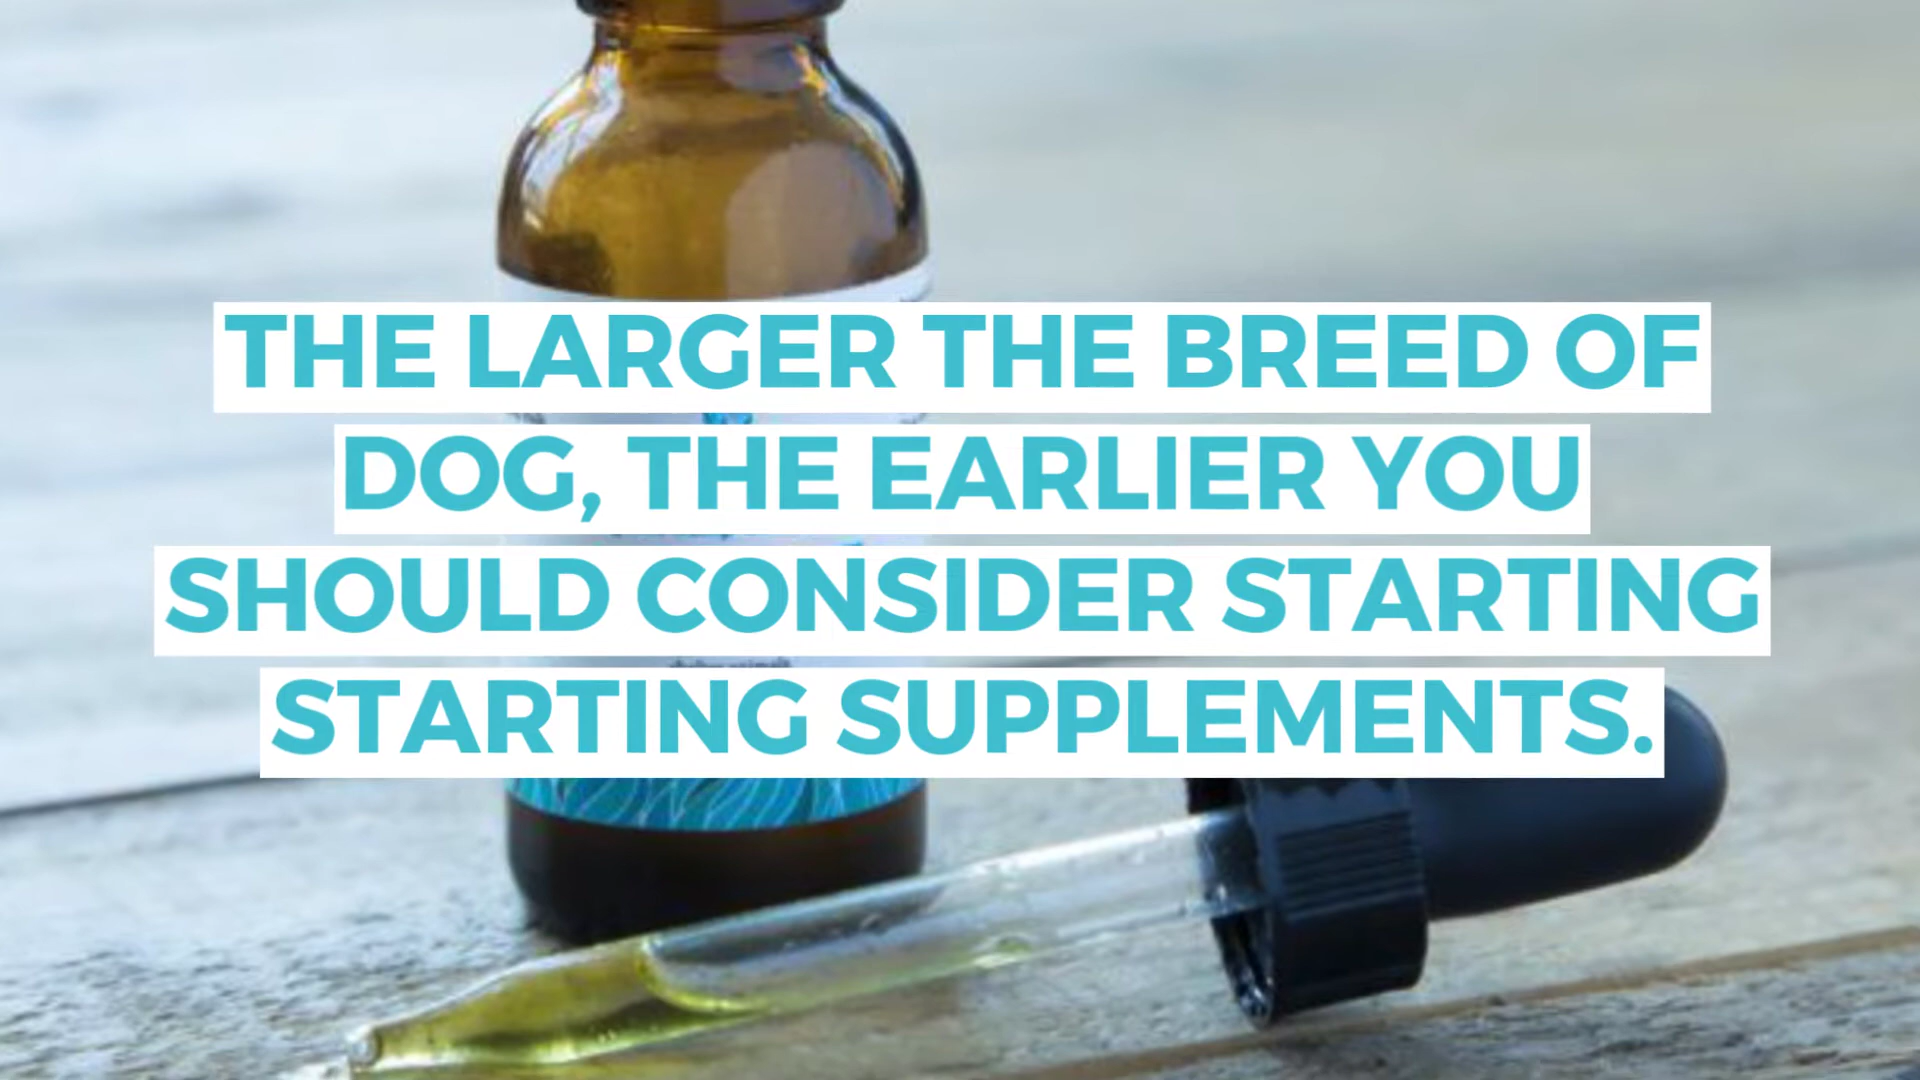 THE LARGER THE BREED OF
DOG, THE EARLIER YOU
SHOULD CONSIDER STARTING
STARTING SUPPLEMENTS.